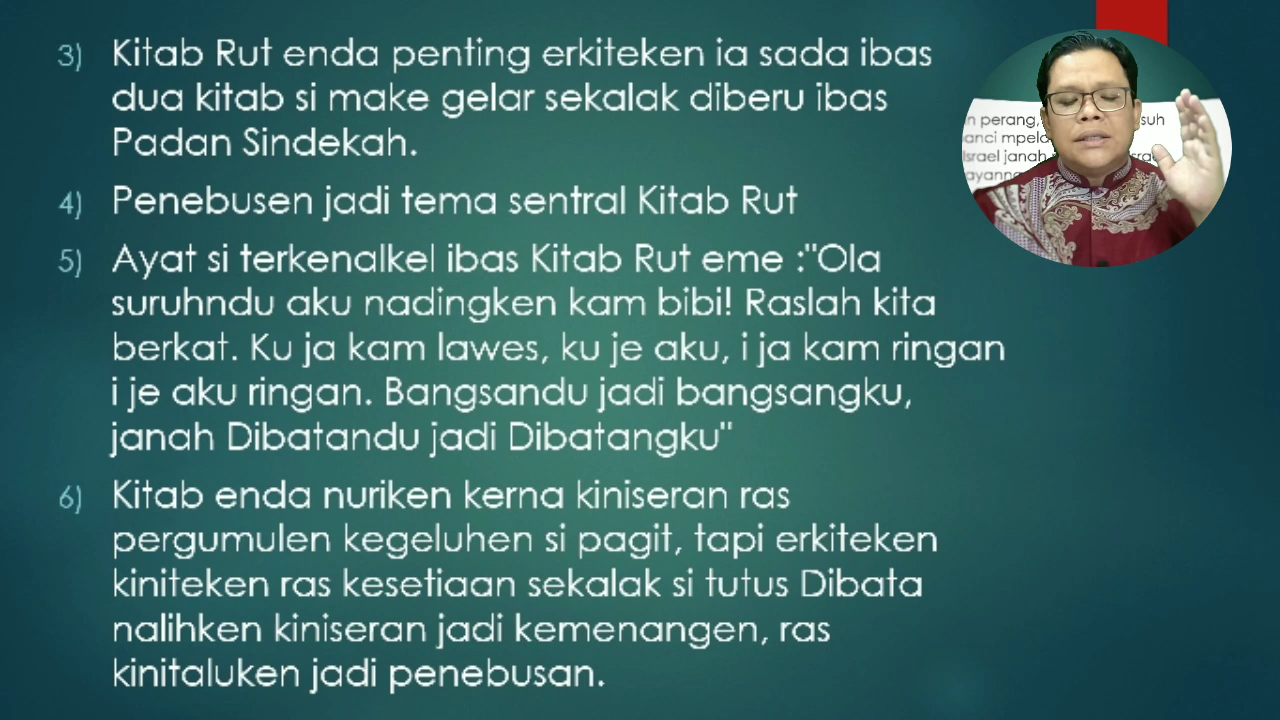 3) Kitab Rut enda penting erkiteken ia sada ibas
dua kitab si make gelar sekalak diberu ibas
Padan Sindekah.
4) Penebusen jadi tema sentral Kitab Rut
5) Ayat si terkenalkel ibas Kitab Rut eme :"Ola
suruhndu aku nadingken kam bibi! Raslah kita
berkat. Ku ja kam lawes, ku je aku, i ja kam ringan
i je aku ringan. Bangsandu jadi bangsangku,
janah Dibatandu jadi Dibatangku"
6) Kitab enda nuriken kerna kiniseran ras
pergumulen kegeluhen si pagit, tapi erkiteken
kiniteken ras kesetiaan sekalak si tutus Dibata
nalihken kiniseran jadi kemenangen, ras
kinitaluken jadi penebusan.
n perang,
Israel janah